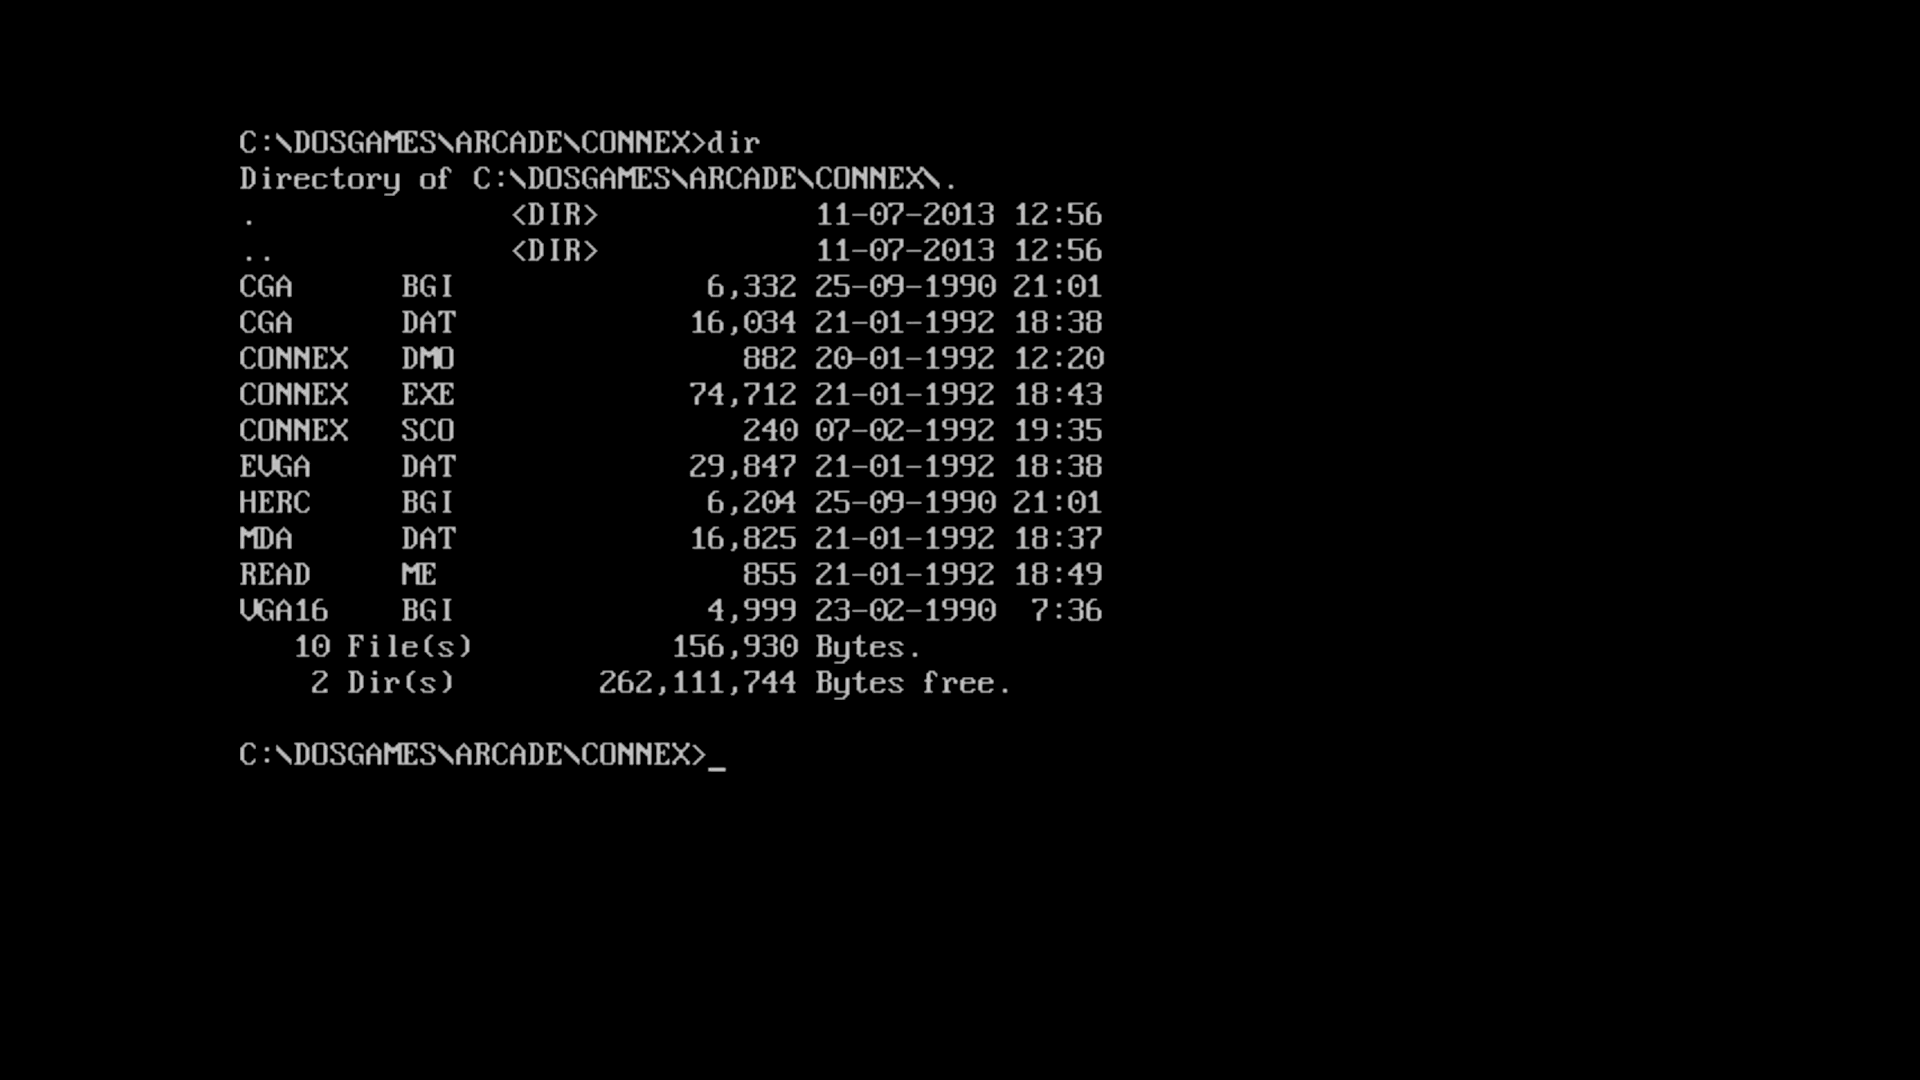 C:\DOSGAMES\ARCADE\CONNEX>dir
Directory of C:\DOSGAMES\ARCADE\CONNEX\.
.              <DIR>            11-07-2013 12:56
..             <DIR>            11-07-2013 12:56
CGA      BGI              6,332 25-09-1990 21:01
CGA      DAT             16,034 21-01-1992 18:38
CONNEX   DMO                882 20-01-1992 12:20
CONNEX   EXE             74,712 21-01-1992 18:43
CONNEX   SCO                240 07-02-1992 19:35
EVGA     DAT             29,847 21-01-1992 18:38
HERC     BGI              6,204 25-09-1990 21:01
MDA      DAT             16,825 21-01-1992 18:37
READ     ME                 855 21-01-1992 18:49
VGA16    BGI              4,999 23-02-1990  7:36
   10 File(s)           156,930 Bytes.
    2 Dir(s)        262,111,744 Bytes free.
C:\DOSGAMES\ARCADE\CONNEX>_